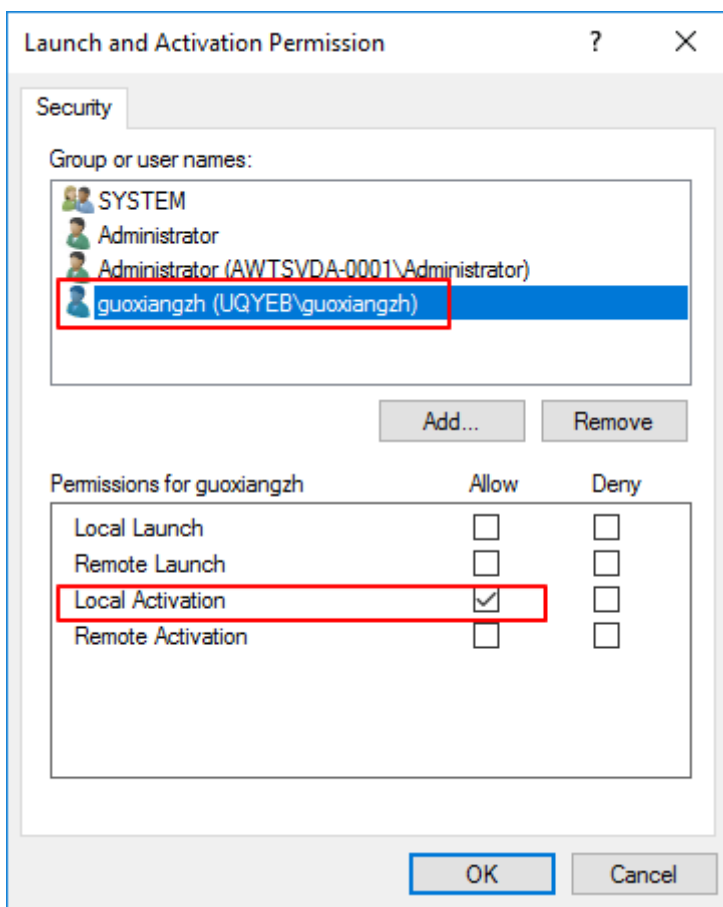 Launch and Activation Permission ? ×
Security
Group or user names:
SYSTEM
Administrator
Administrator (AWTSVDA-0001\Administrator)
guoxiangzh (UQYEB\guoxiangzh)
Add... Remove
Permissions for guoxiangzh Allow Deny
Local Launch
Remote Launch
Local Activation
Remote Activation
OK Cancel